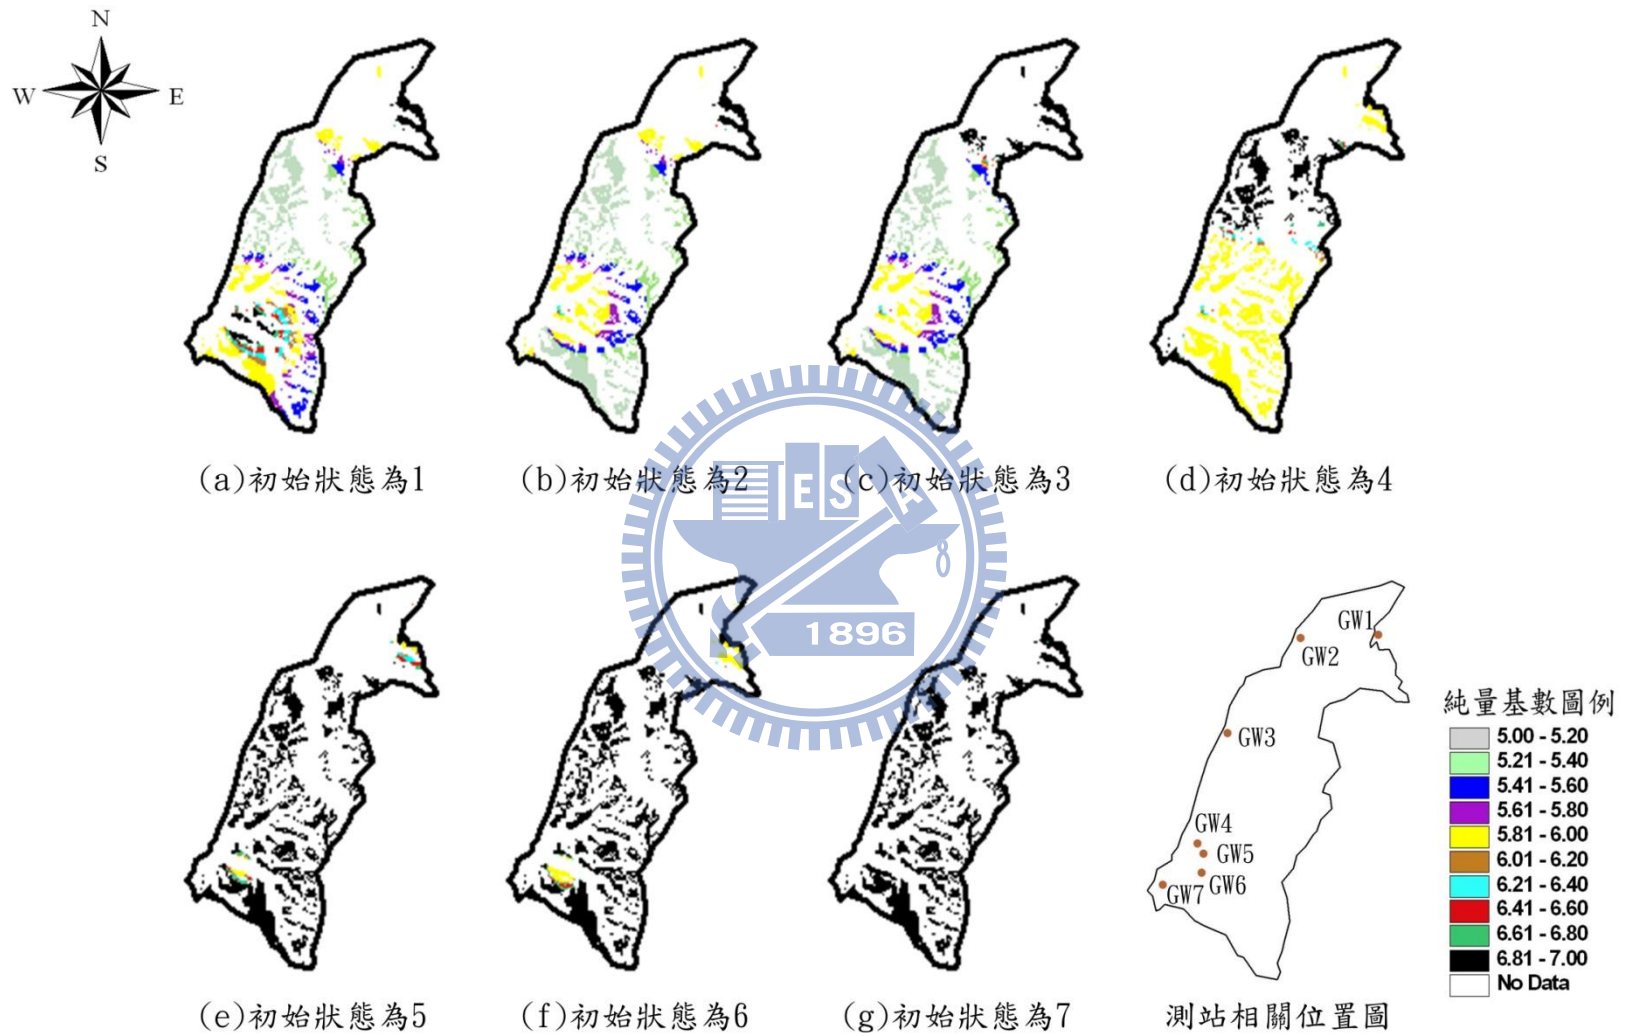 N
W
E
S
(a)初始狀態為1
(b)初始狀態為2
(c)初始狀態為3
(d)初始狀態為4
E S A
8
1896
(e)初始狀態為5
(f)初始狀態為6
(g)初始狀態為7
GW1
GW2
GW3
GW4
GW5
GW6
GW7
測站相關位置圖
純量基數圖例
5.00 - 5.20
5.21 - 5.40
5.41 - 5.60
5.61 - 5.80
5.81 - 6.00
6.01 - 6.20
6.21 - 6.40
6.41 - 6.60
6.61 - 6.80
6.81 - 7.00
No Data